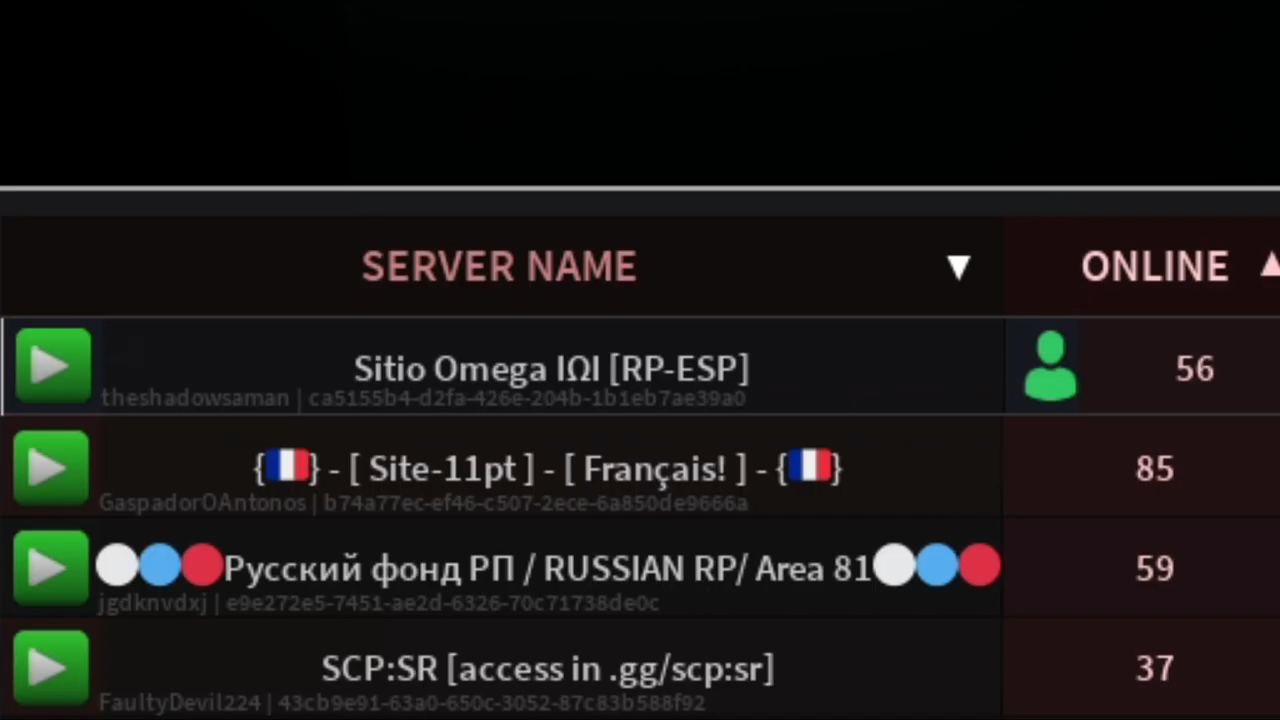 SERVER NAME ▼ ONLINE ▲
Sitio Omega IΩI [RP-ESP] 56
theshadowsaman | ca5155b4-d2fa-426e-204b-1b1eb7ae39a0
{🇫🇷} - [ Site-11pt ] - [ Français! ] - {🇫🇷} 85
GaspadorOAntonos | b74a77ec-ef46-c507-2ece-6a850de9666a
⚪🔵🔴Русский фонд РП / RUSSIAN RP/ Area 81⚪🔵🔴 59
jgdknvdxj | e9e272e5-7451-ae2d-6326-70c71738de0c
SCP:SR [access in .gg/scp:sr] 37
FaultyDevil224 | 43cb9e91-63a0-650c-3052-87c83b588f92